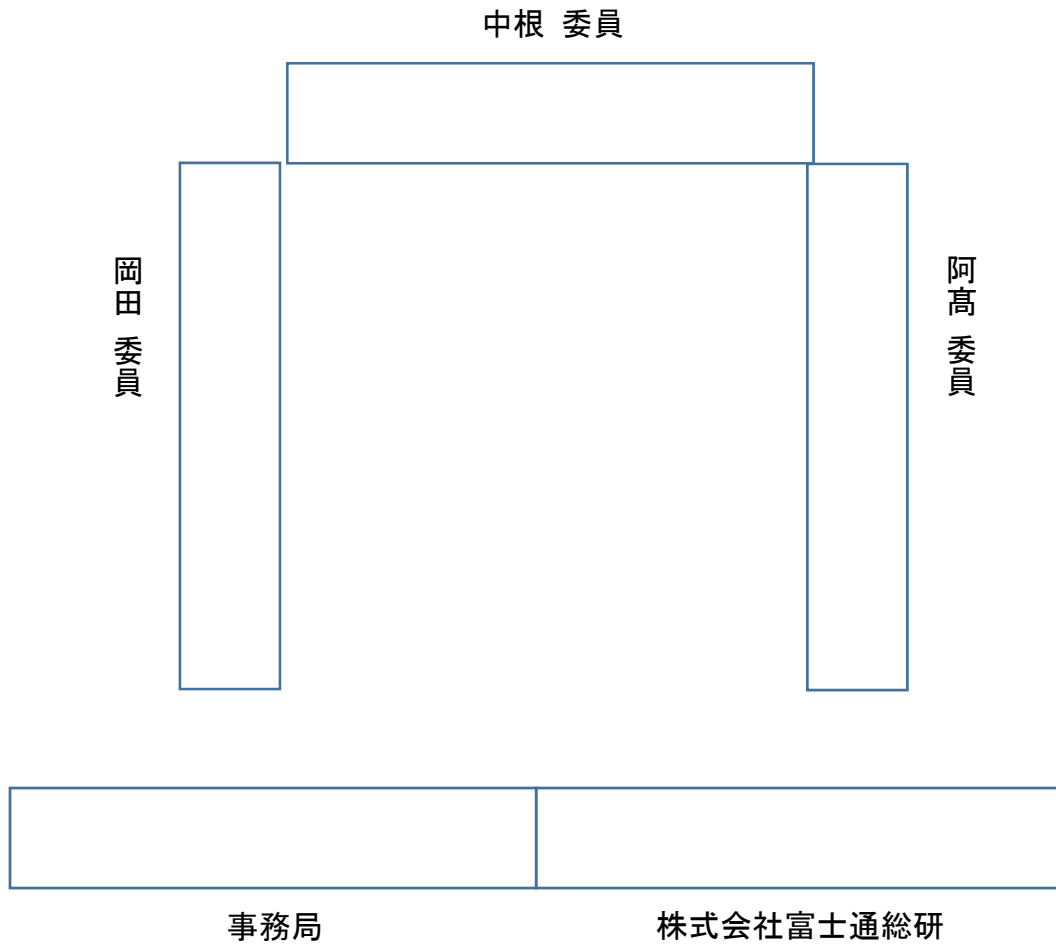 中根 委員
岡田 委員
阿髙 委員
事務局
株式会社富士通総研